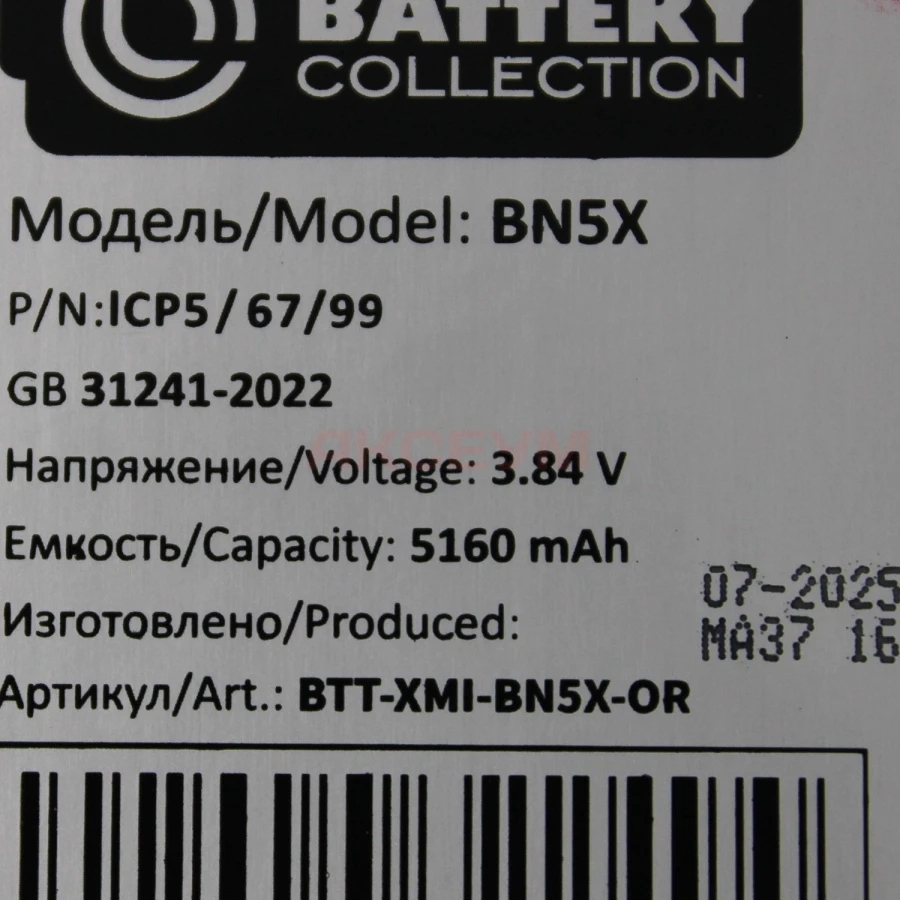 BATTERY
COLLECTION
Модель/Model: BN5X
P/N:ICP5/67/99
GB 31241-2022
АКСЕУМ
Напряжение/Voltage: 3.84 V
Емкость/Capacity: 5160 mAh
07-2025
Изготовлено/Produced:
MA37 16
Артикул/Art.: BTT-XMI-BN5X-OR